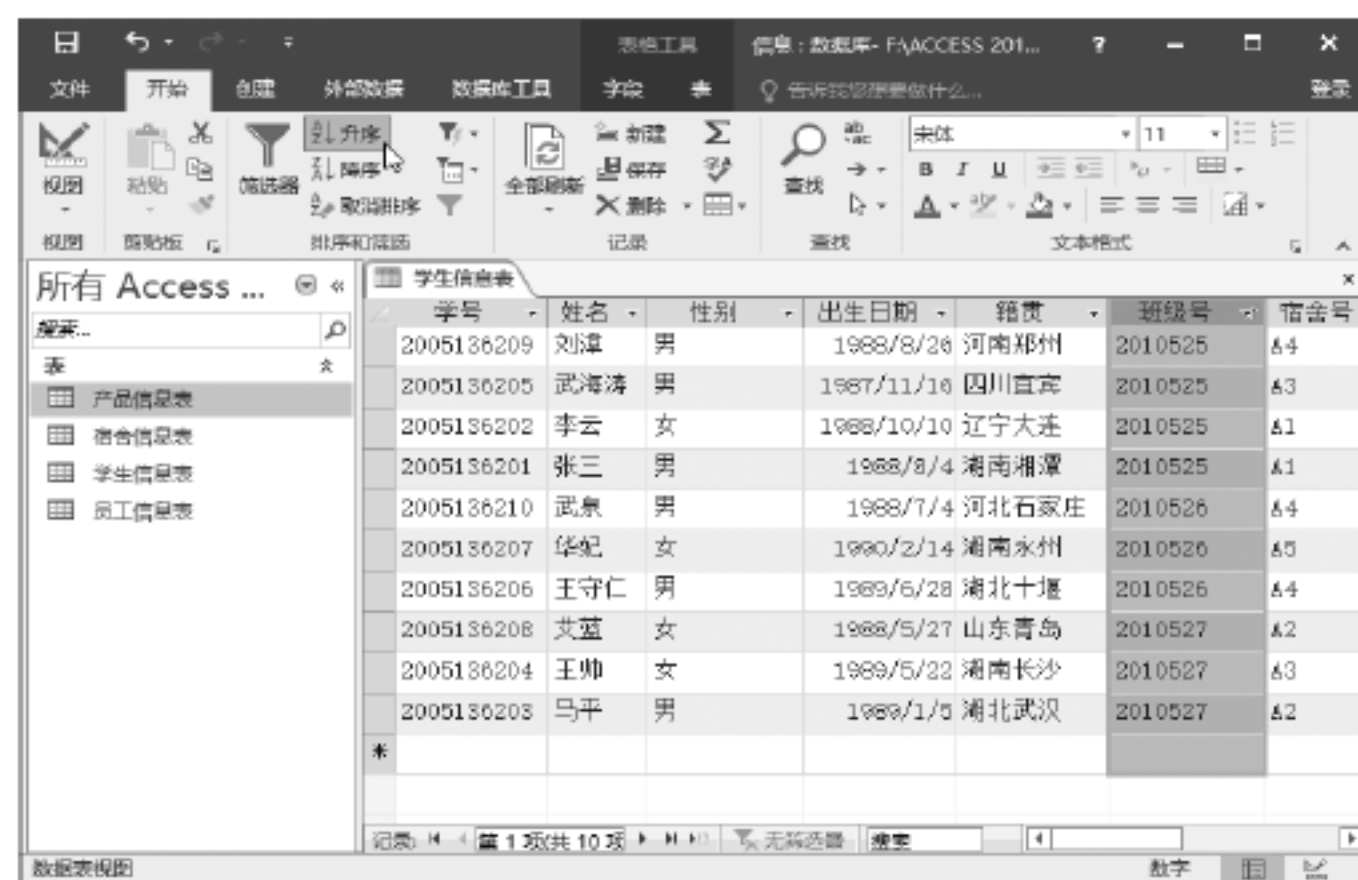 表格工具 信息：数据库- F:\ACCESS 201... ?
文件 开始 创建 外部数据 数据库工具 字段 表 告诉我您想要做什么... 登录
升序 新建 宋体 11
视图 粘贴 筛选器 降序 全部刷新 保存 查找 B I U
取消排序 删除
视图 剪贴板 排序和筛选 记录 查找 文本格式
所有 Access ... 学生信息表
搜索...
表
产品信息表
宿舍信息表
学生信息表
员工信息表
学号 姓名 性别 出生日期 籍贯 班级号 宿舍号
2005136209 刘漳 男 1988/8/26 河南郑州 2010525 A4
2005136205 武海涛 男 1987/11/16 四川宜宾 2010525 A3
2005136202 李云 女 1988/10/10 辽宁大连 2010525 A1
2005136201 张三 男 1988/8/4 湖南湘潭 2010525 A1
2005136210 武泉 男 1988/7/4 河北石家庄 2010526 A4
2005136207 华妃 女 1990/2/14 湖南永州 2010526 A5
2005136206 王守仁 男 1989/6/28 湖北十堰 2010526 A4
2005136208 艾蓝 女 1988/5/27 山东青岛 2010527 A2
2005136204 王帅 女 1989/5/22 湖南长沙 2010527 A3
2005136203 马平 男 1989/1/5 湖北武汉 2010527 A2
记录: 第 1 项(共 10 项 无筛选器 搜索
数据表视图 数字